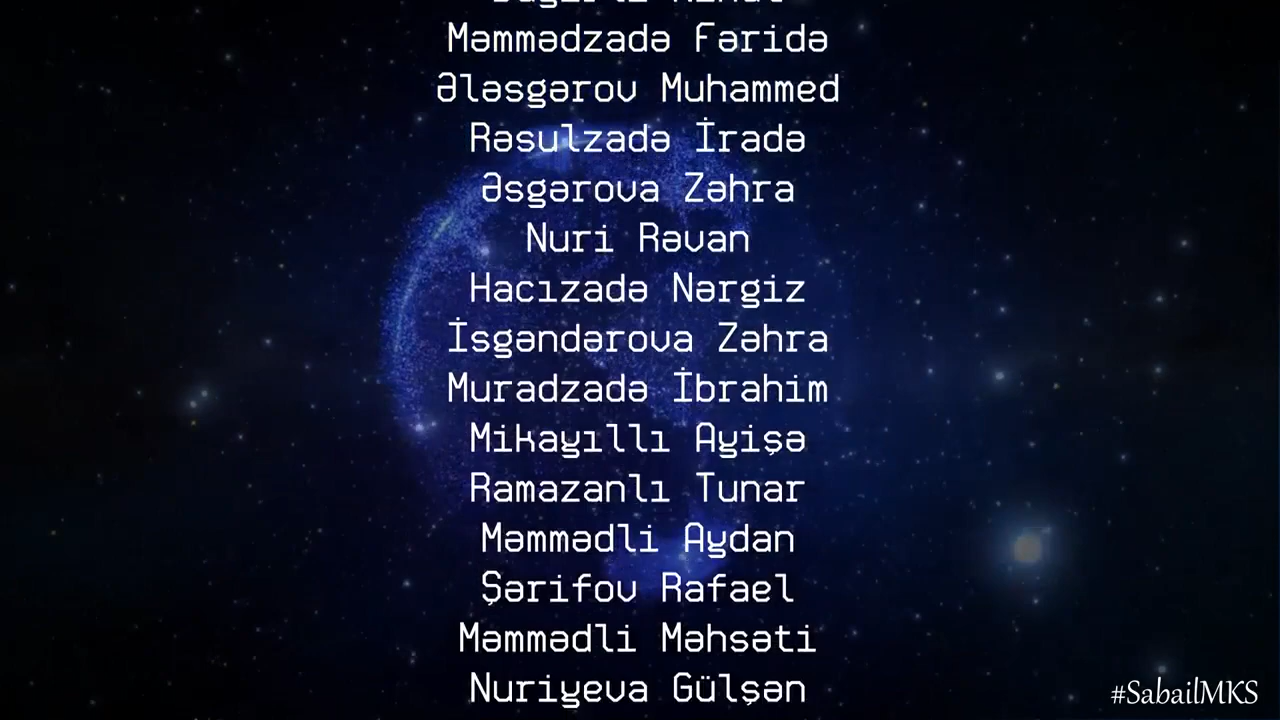 Məmmədzadə Fəridə
Ələsgərov Muhammed
Rəsulzadə İradə
Əsgərova Zəhra
Nuri Rəvan
Hacızadə Nərgiz
İsgəndərova Zəhra
Muradzadə İbrahim
Mikayıllı Ayişə
Ramazanlı Tunar
Məmmədli Aydan
Şərifov Rafael
Məmmədli Məhsəti
Nuriyeva Gülşən
#SabailMKS